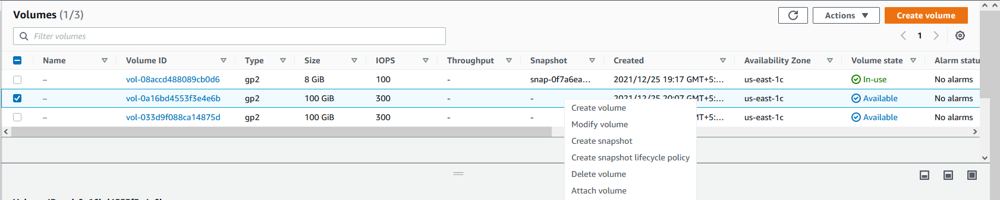 Volumes (1/3)
Actions
Create volume
Filter volumes
1
Name Volume ID Type Size IOPS Throughput Snapshot Created Availability Zone Volume state Alarm statu
– vol-08accd488089cb0d6 gp2 8 GiB 100 - snap-0f7a6ea... 2021/12/25 19:17 GMT+5:... us-east-1c In-use No alarms
– vol-0a16bd4553f3e4e6b gp2 100 GiB 300 - - 2021/12/25 20:07 GMT+5:... us-east-1c Available No alarms
– vol-033d9f088ca14875d gp2 100 GiB 300 - - MT+5:... us-east-1c Available No alarms
Create volume
Modify volume
Create snapshot
Create snapshot lifecycle policy
Delete volume
Attach volume